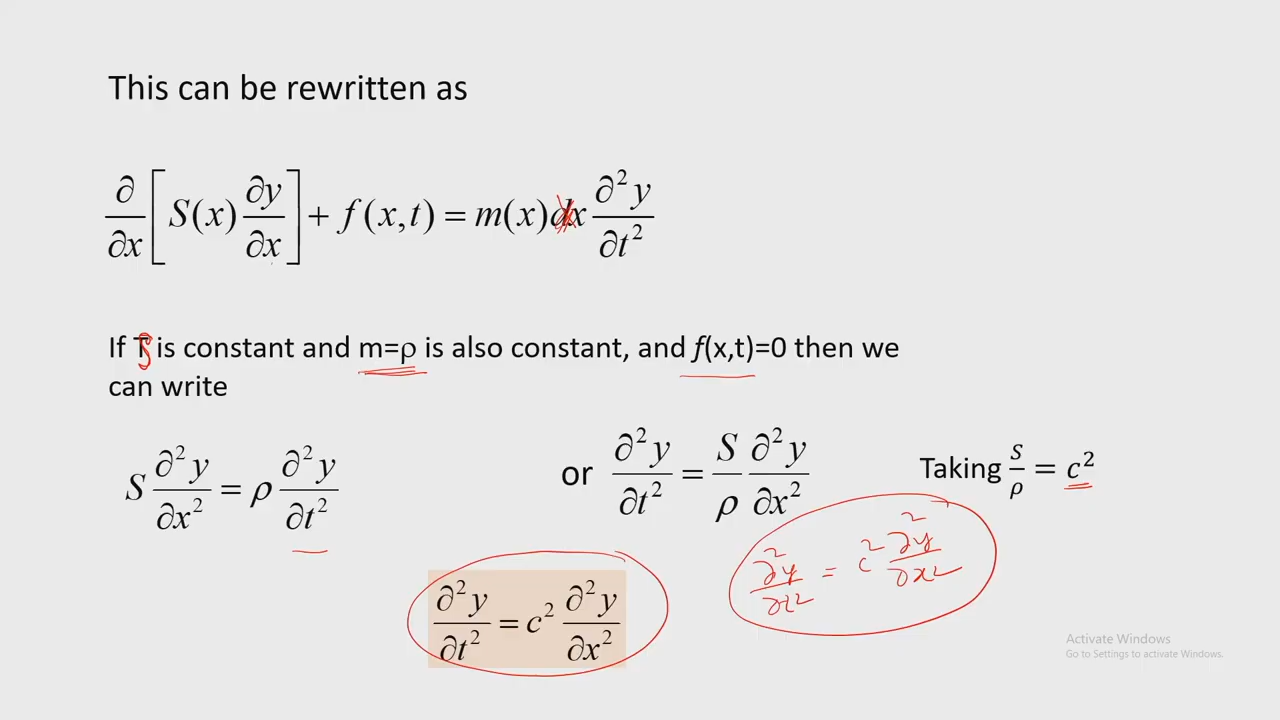 This can be rewritten as
∂/∂x [ S(x) ∂y/∂x ] + f(x,t) = m(x)dx ∂²y/∂t²
If T S is constant and m=ρ is also constant, and f(x,t)=0 then we
can write
S ∂²y/∂x² = ρ ∂²y/∂t² or ∂²y/∂t² = S/ρ ∂²y/∂x² Taking S/ρ = c²
∂²y/∂t² = c² ∂²y/∂x²
∂²y/∂t² = c² ∂²y/∂x²
Activate Windows
Go to Settings to activate Windows.